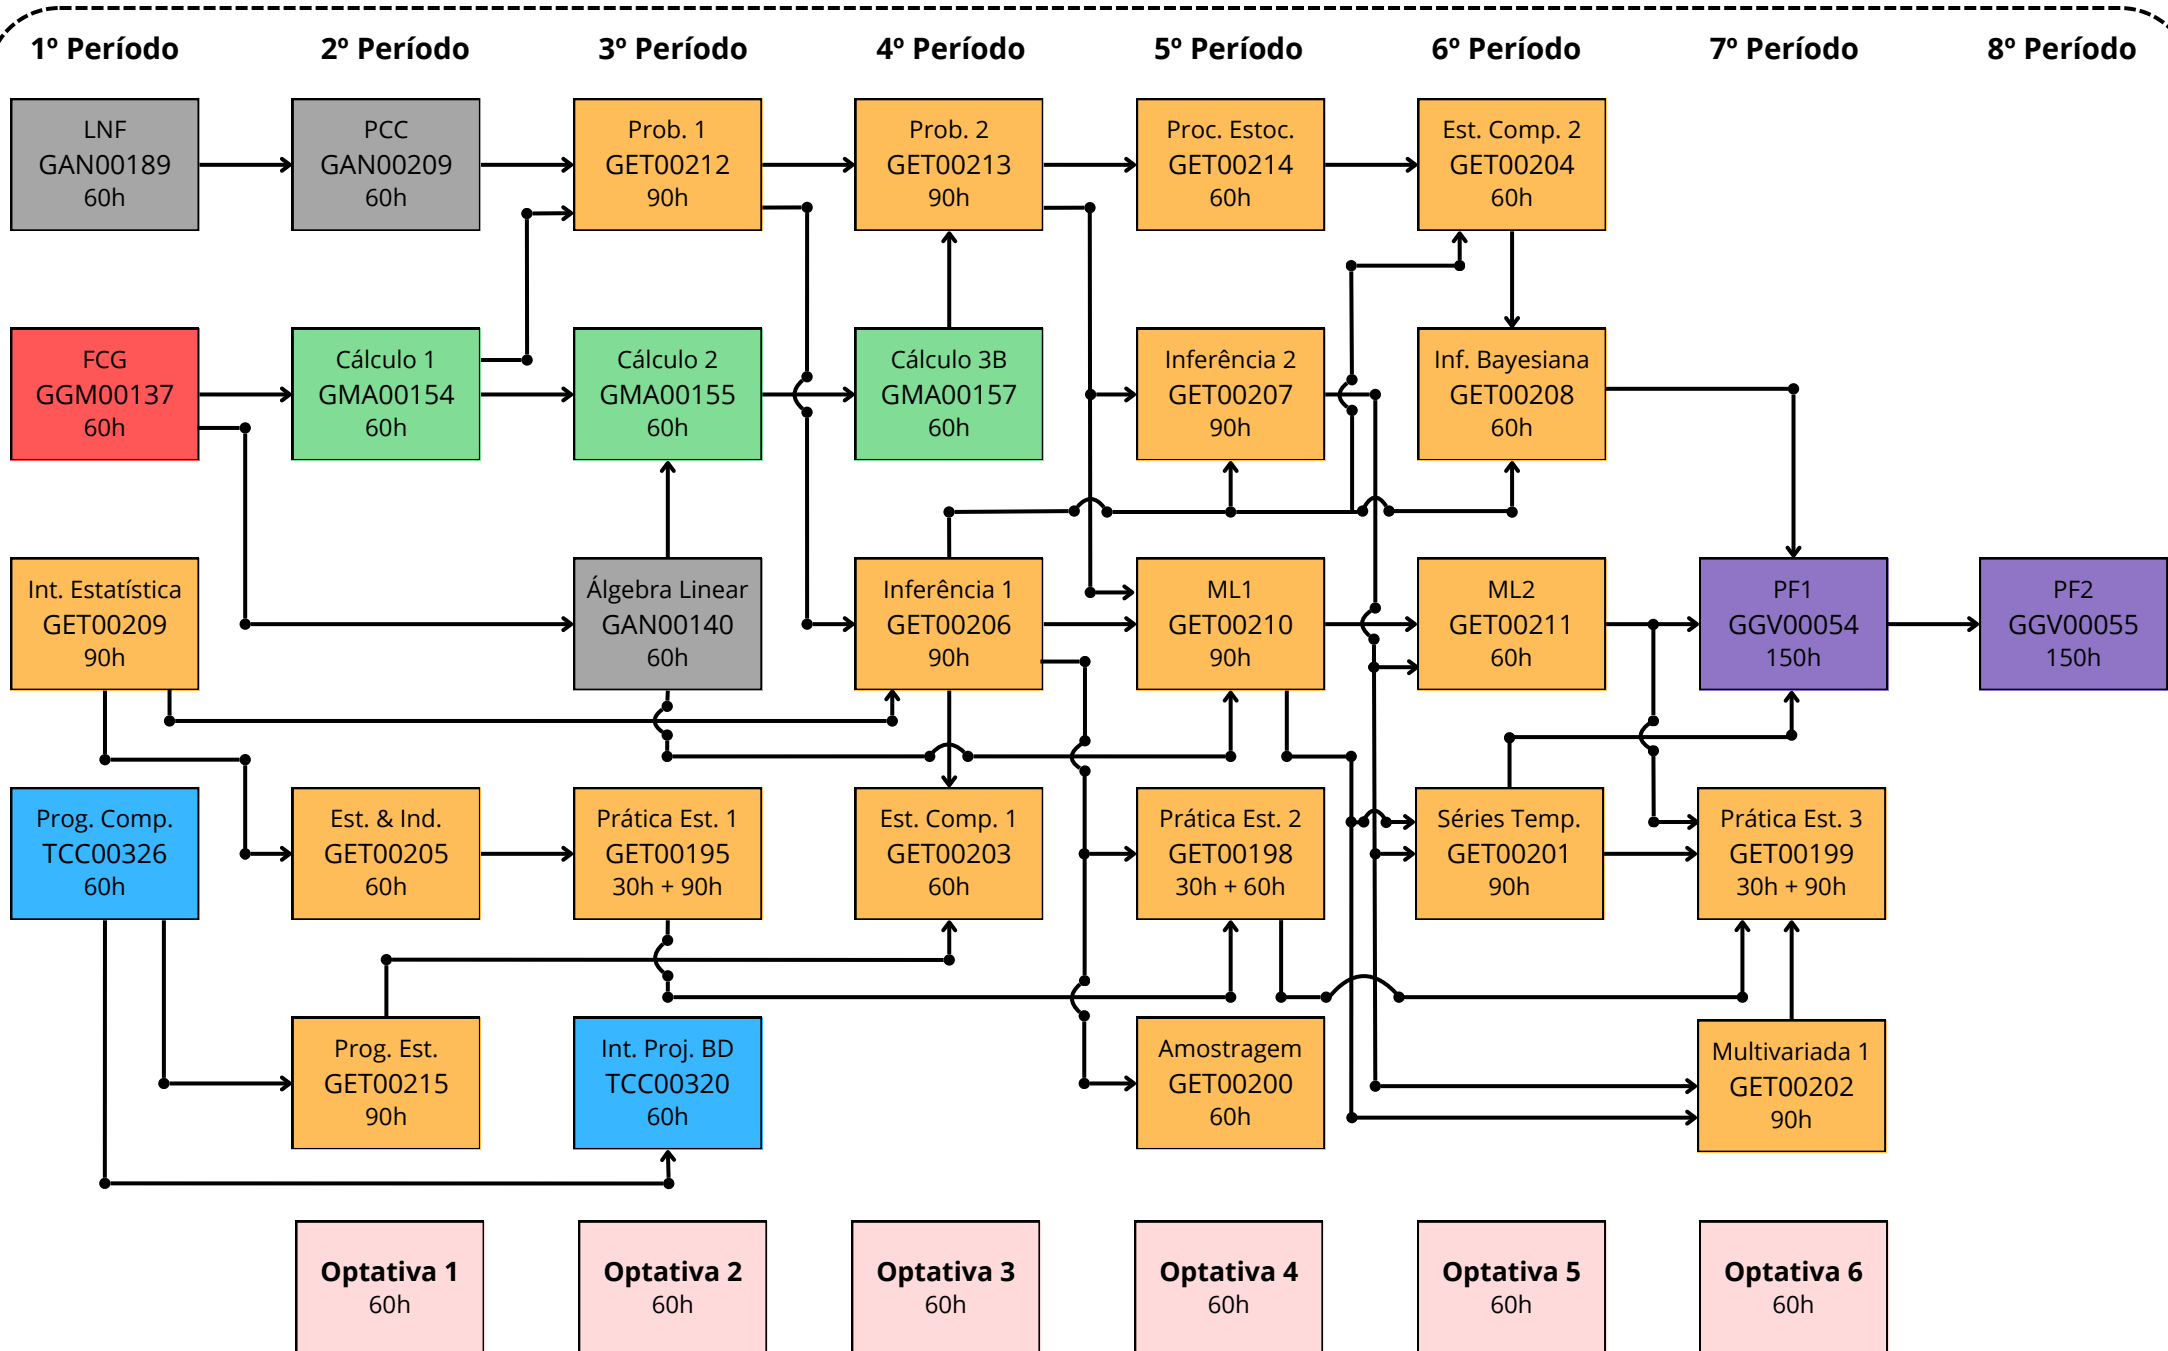 1º Período
2º Período
3º Período
4º Período
5º Período
6º Período
7º Período
8º Período
LNF
GAN00189
60h
PCC
GAN00209
60h
Prob. 1
GET00212
90h
Prob. 2
GET00213
90h
Proc. Estoc.
GET00214
60h
Est. Comp. 2
GET00204
60h
FCG
GGM00137
60h
Cálculo 1
GMA00154
60h
Cálculo 2
GMA00155
60h
Cálculo 3B
GMA00157
60h
Inferência 2
GET00207
90h
Inf. Bayesiana
GET00208
60h
Int. Estatística
GET00209
90h
Álgebra Linear
GAN00140
60h
Inferência 1
GET00206
90h
ML1
GET00210
90h
ML2
GET00211
60h
PF1
GGV00054
150h
PF2
GGV00055
150h
Prog. Comp.
TCC00326
60h
Est. & Ind.
GET00205
60h
Prática Est. 1
GET00195
30h + 90h
Est. Comp. 1
GET00203
60h
Prática Est. 2
GET00198
30h + 60h
Séries Temp.
GET00201
90h
Prática Est. 3
GET00199
30h + 90h
Prog. Est.
GET00215
90h
Int. Proj. BD
TCC00320
60h
Amostragem
GET00200
60h
Multivariada 1
GET00202
90h
Optativa 1
60h
Optativa 2
60h
Optativa 3
60h
Optativa 4
60h
Optativa 5
60h
Optativa 6
60h